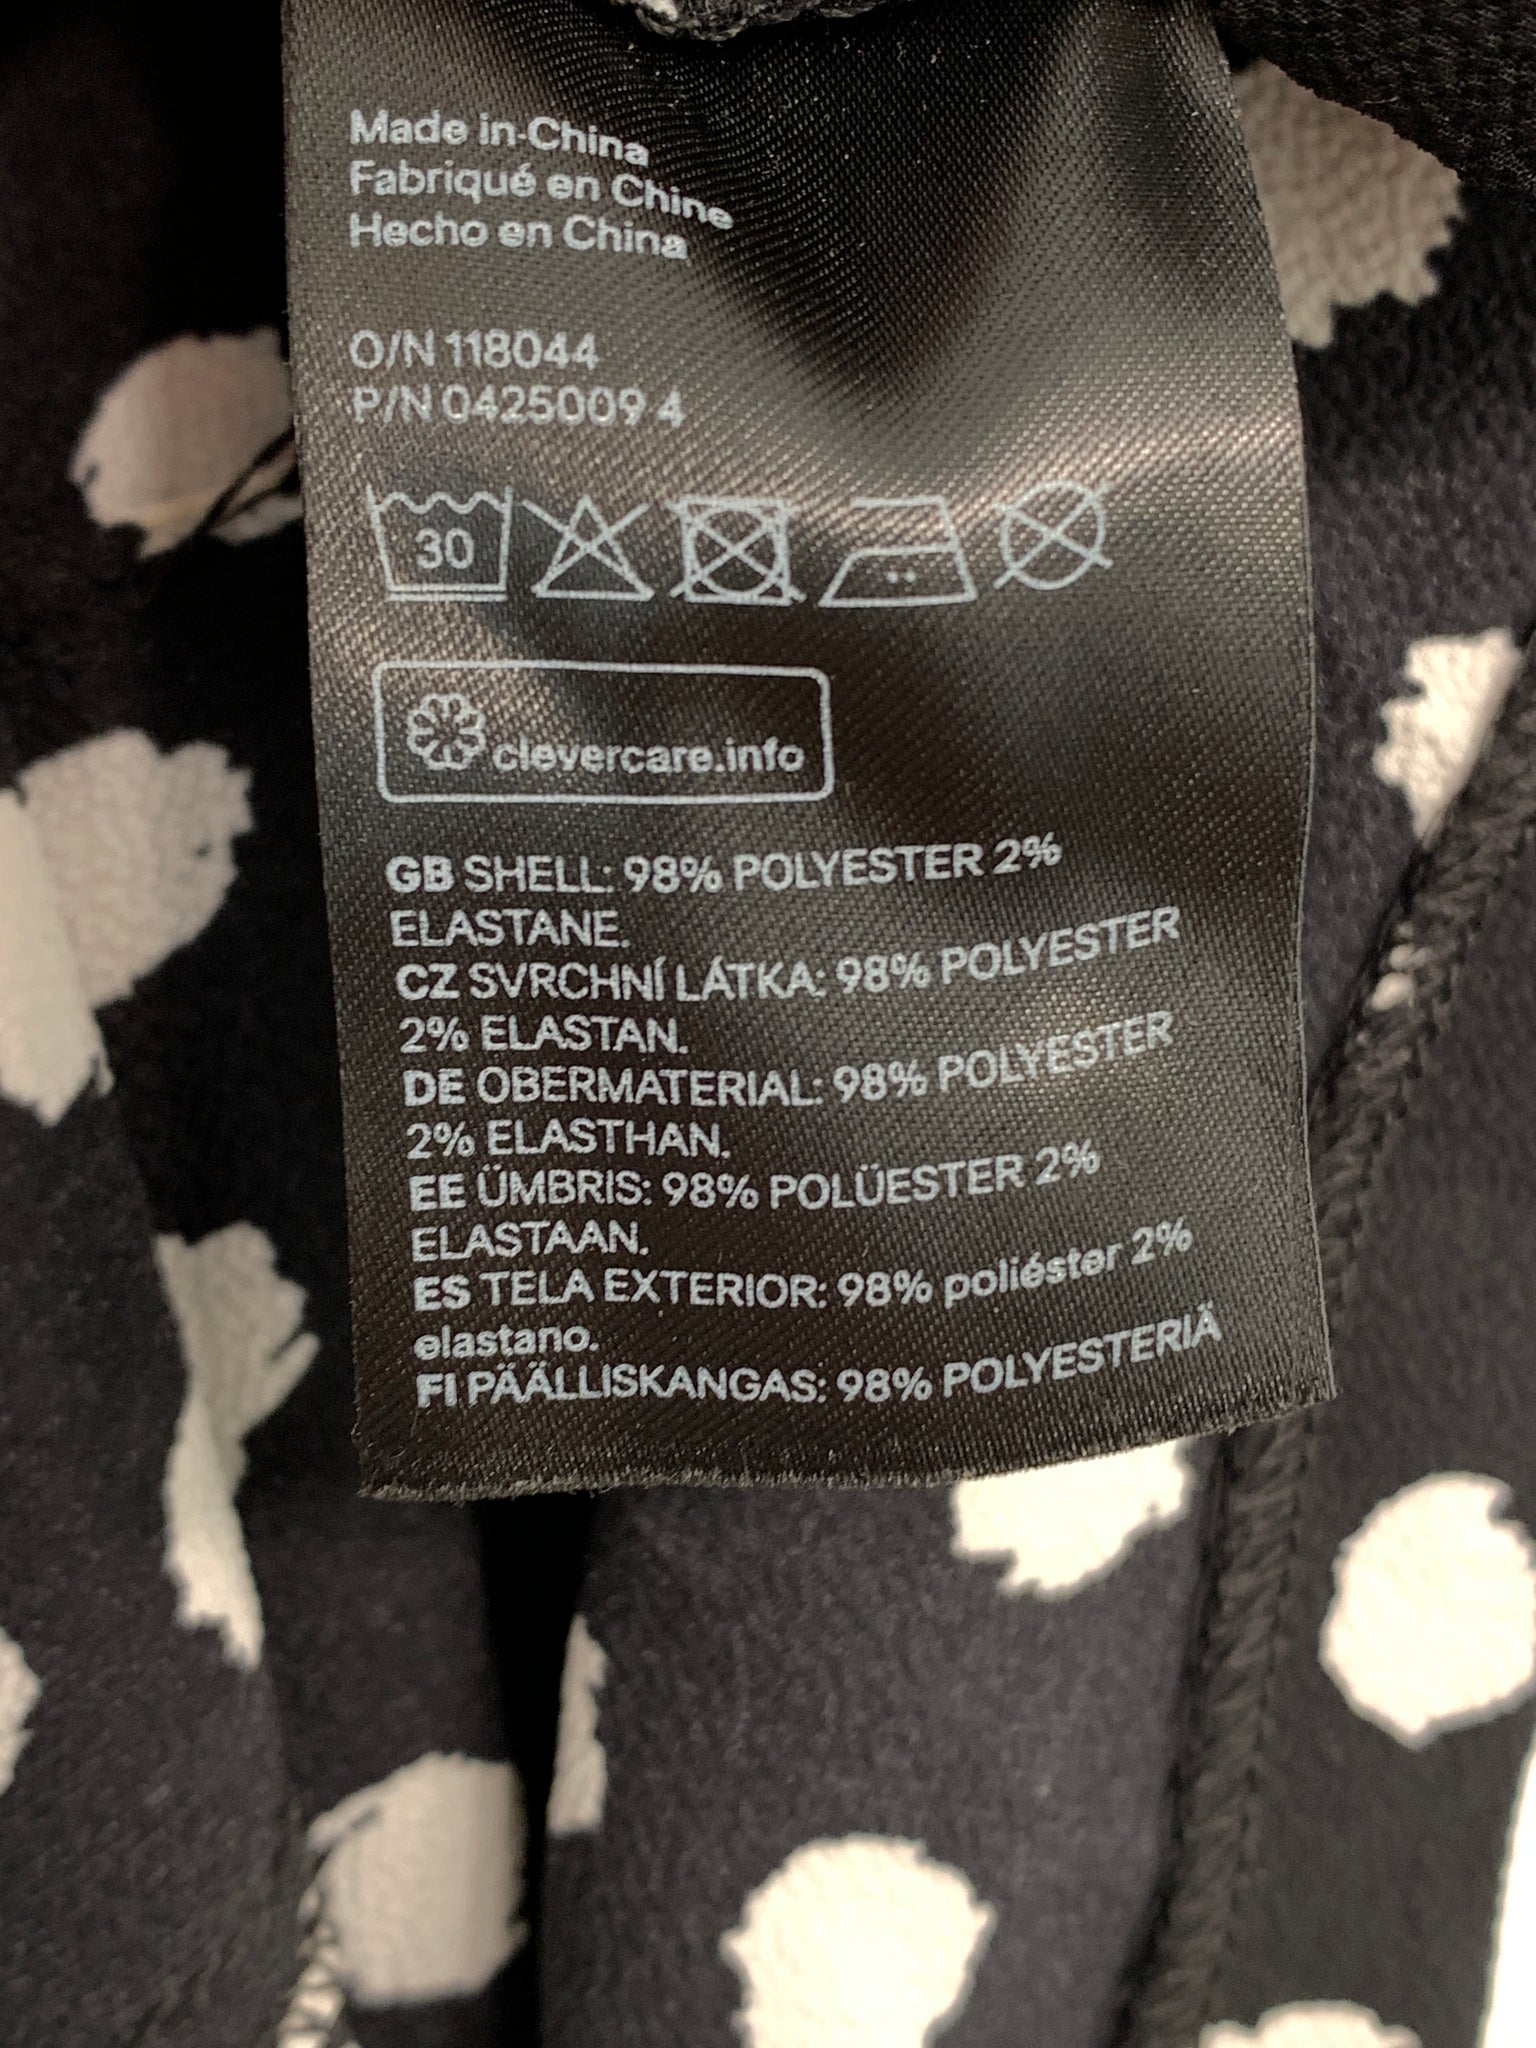 Made in China
Fabriqué en Chine
Hecho en China
O/N 118044
P/N 0425009 4
30
clevercare.info
GB SHELL: 98% POLYESTER 2%
ELASTANE.
CZ SVRCHNÍ LÁTKA: 98% POLYESTER
2% ELASTAN.
DE OBERMATERIAL: 98% POLYESTER
2% ELASTHAN.
EE ÜMBRIS: 98% POLÜESTER 2%
ELASTAAN.
ES TELA EXTERIOR: 98% poliéster 2%
elastano.
FI PÄÄLLISKANGAS: 98% POLYESTERIÄ